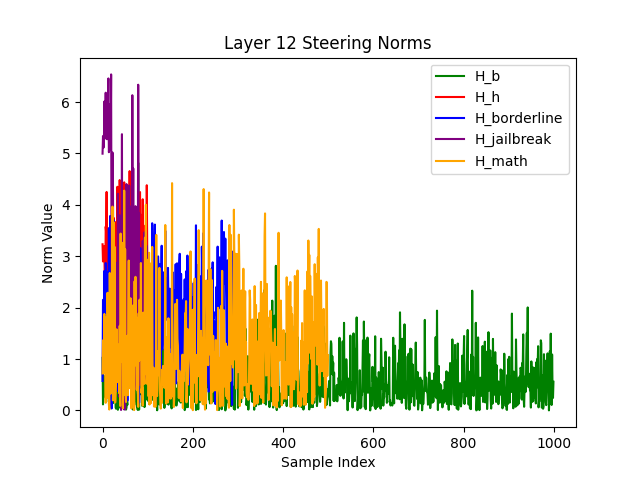 Layer 12 Steering Norms
H_b
H_h
H_borderline
H_jailbreak
H_math
Norm Value
6
5
4
3
2
1
0
0 200 400 600 800 1000
Sample Index